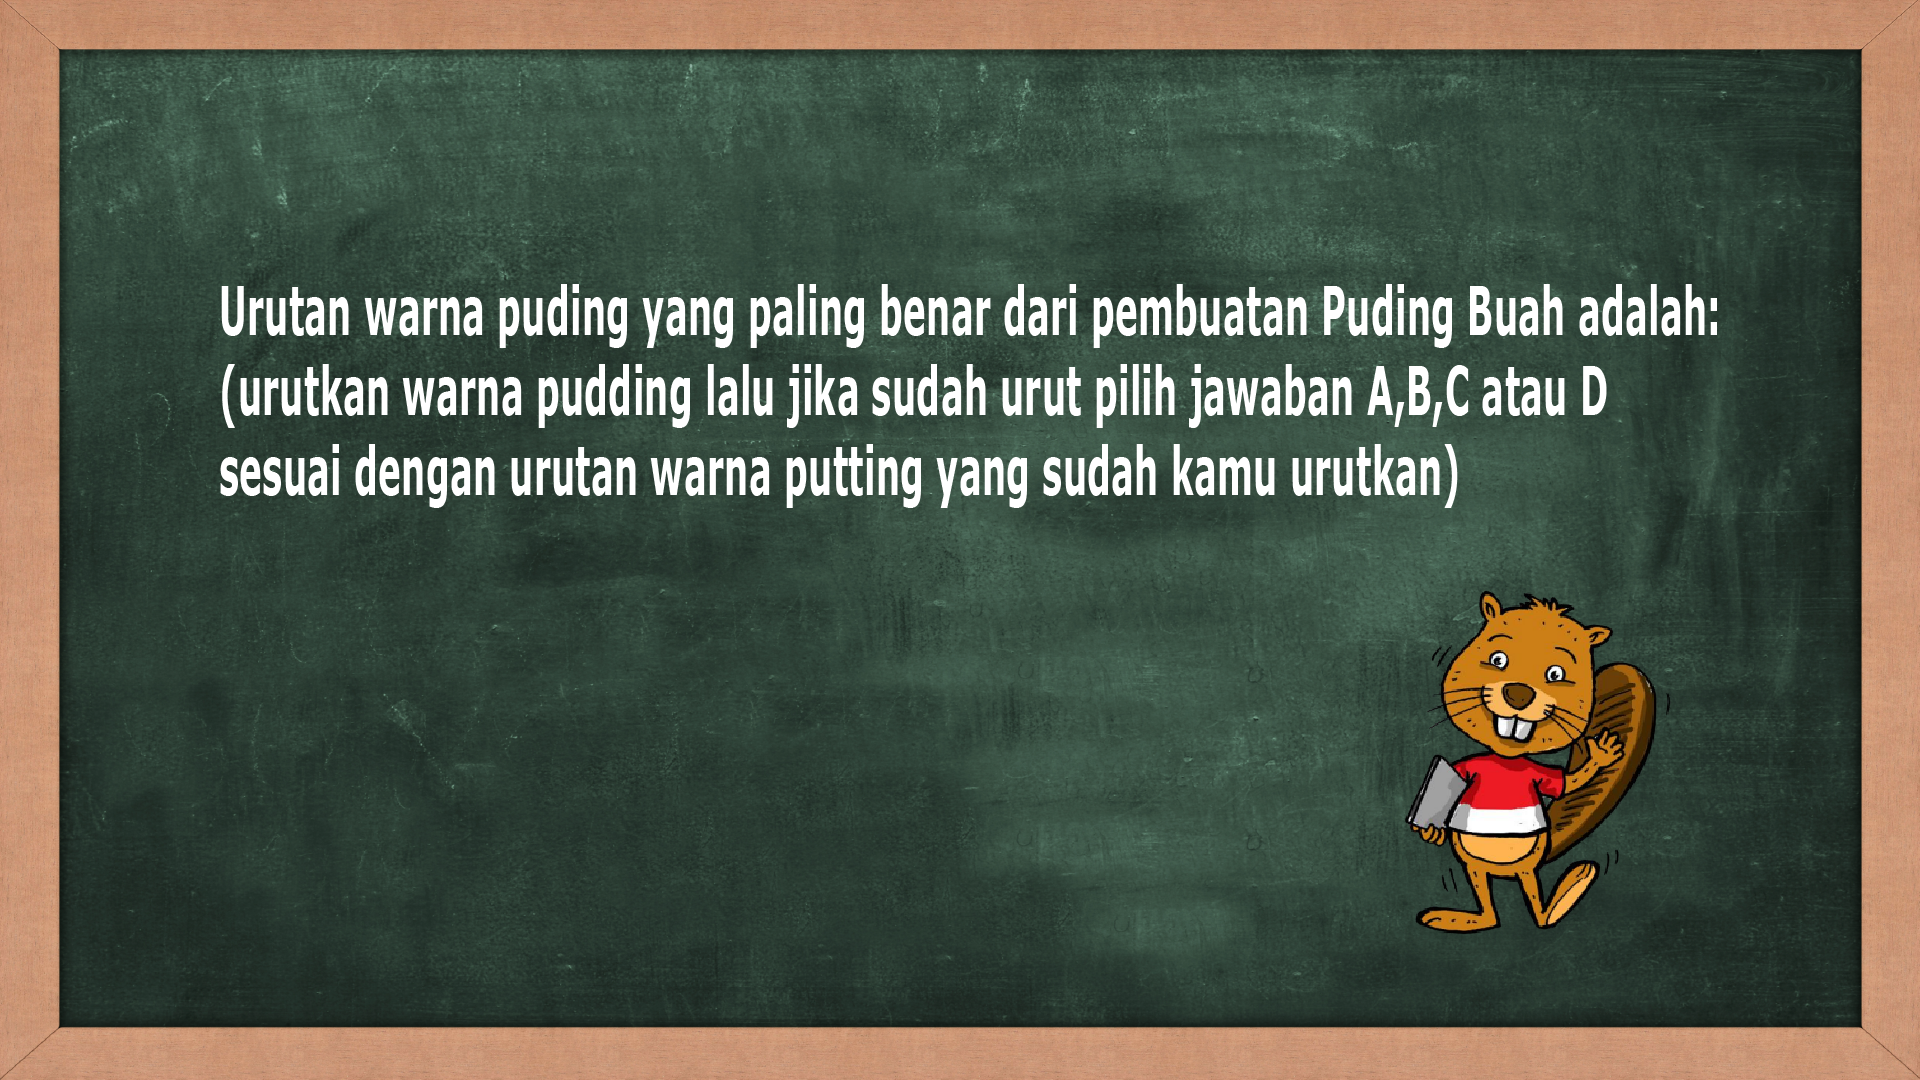 Urutan warna puding yang paling benar dari pembuatan Puding Buah adalah:
(urutkan warna pudding lalu jika sudah urut pilih jawaban A,B,C atau D
sesuai dengan urutan warna putting yang sudah kamu urutkan)